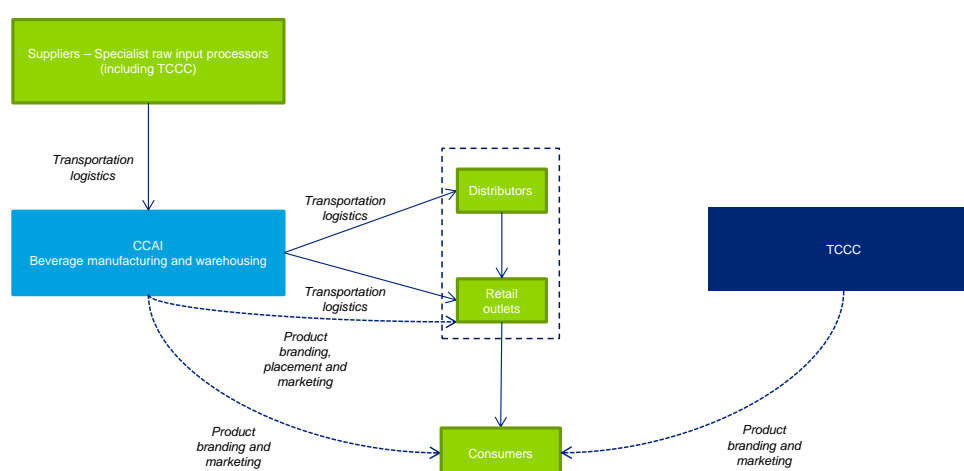 Suppliers – Specialist raw input processors
(including TCCC)
Transportation
logistics
Distributors
Transportation
logistics
CCAI
Beverage manufacturing and warehousing
TCCC
Transportation
logistics
Retail
outlets
Product
branding,
placement and
marketing
Product
branding and
marketing
Consumers
Product
branding and
marketing